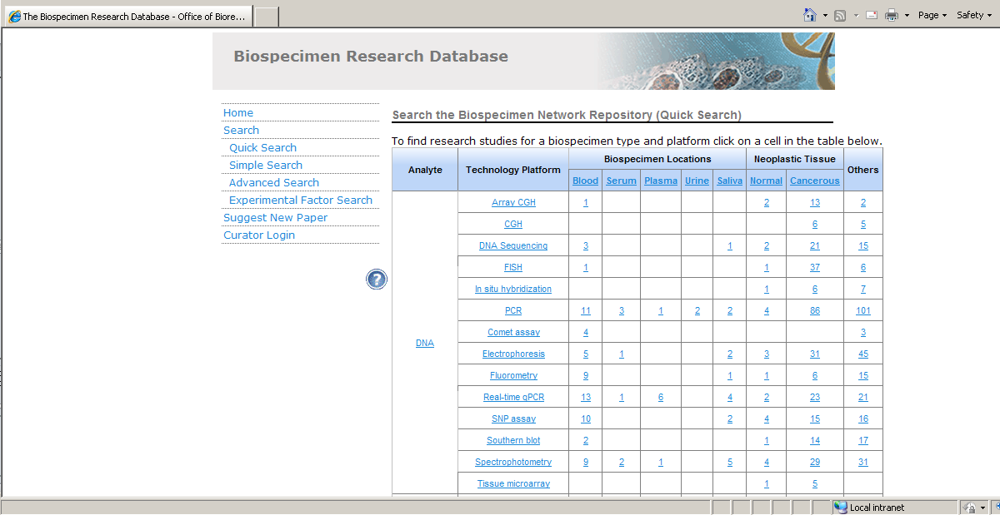 The Biospecimen Research Database - Office of Biore...
Page
Safety
Biospecimen Research Database
Home
Search
Quick Search
Simple Search
Advanced Search
Experimental Factor Search
Suggest New Paper
Curator Login
?
Search the Biospecimen Network Repository (Quick Search)
To find research studies for a biospecimen type and platform click on a cell in the table below.
Analyte Technology Platform Biospecimen Locations Neoplastic Tissue Others
Blood Serum Plasma Urine Saliva Normal Cancerous
Array CGH 1 2 13 2
CGH 6 5
DNA Sequencing 3 1 2 21 15
FISH 1 1 37 6
In situ hybridization 1 6 7
PCR 11 3 1 2 2 4 86 101
Comet assay 4 3
DNA
Electrophoresis 5 1 2 3 31 45
Fluorometry 9 1 1 6 15
Real-time qPCR 13 1 6 4 2 23 21
SNP assay 10 2 4 15 16
Southern blot 2 1 14 17
Spectrophotometry 9 2 1 5 4 29 31
Tissue microarray 1 5
Local intranet